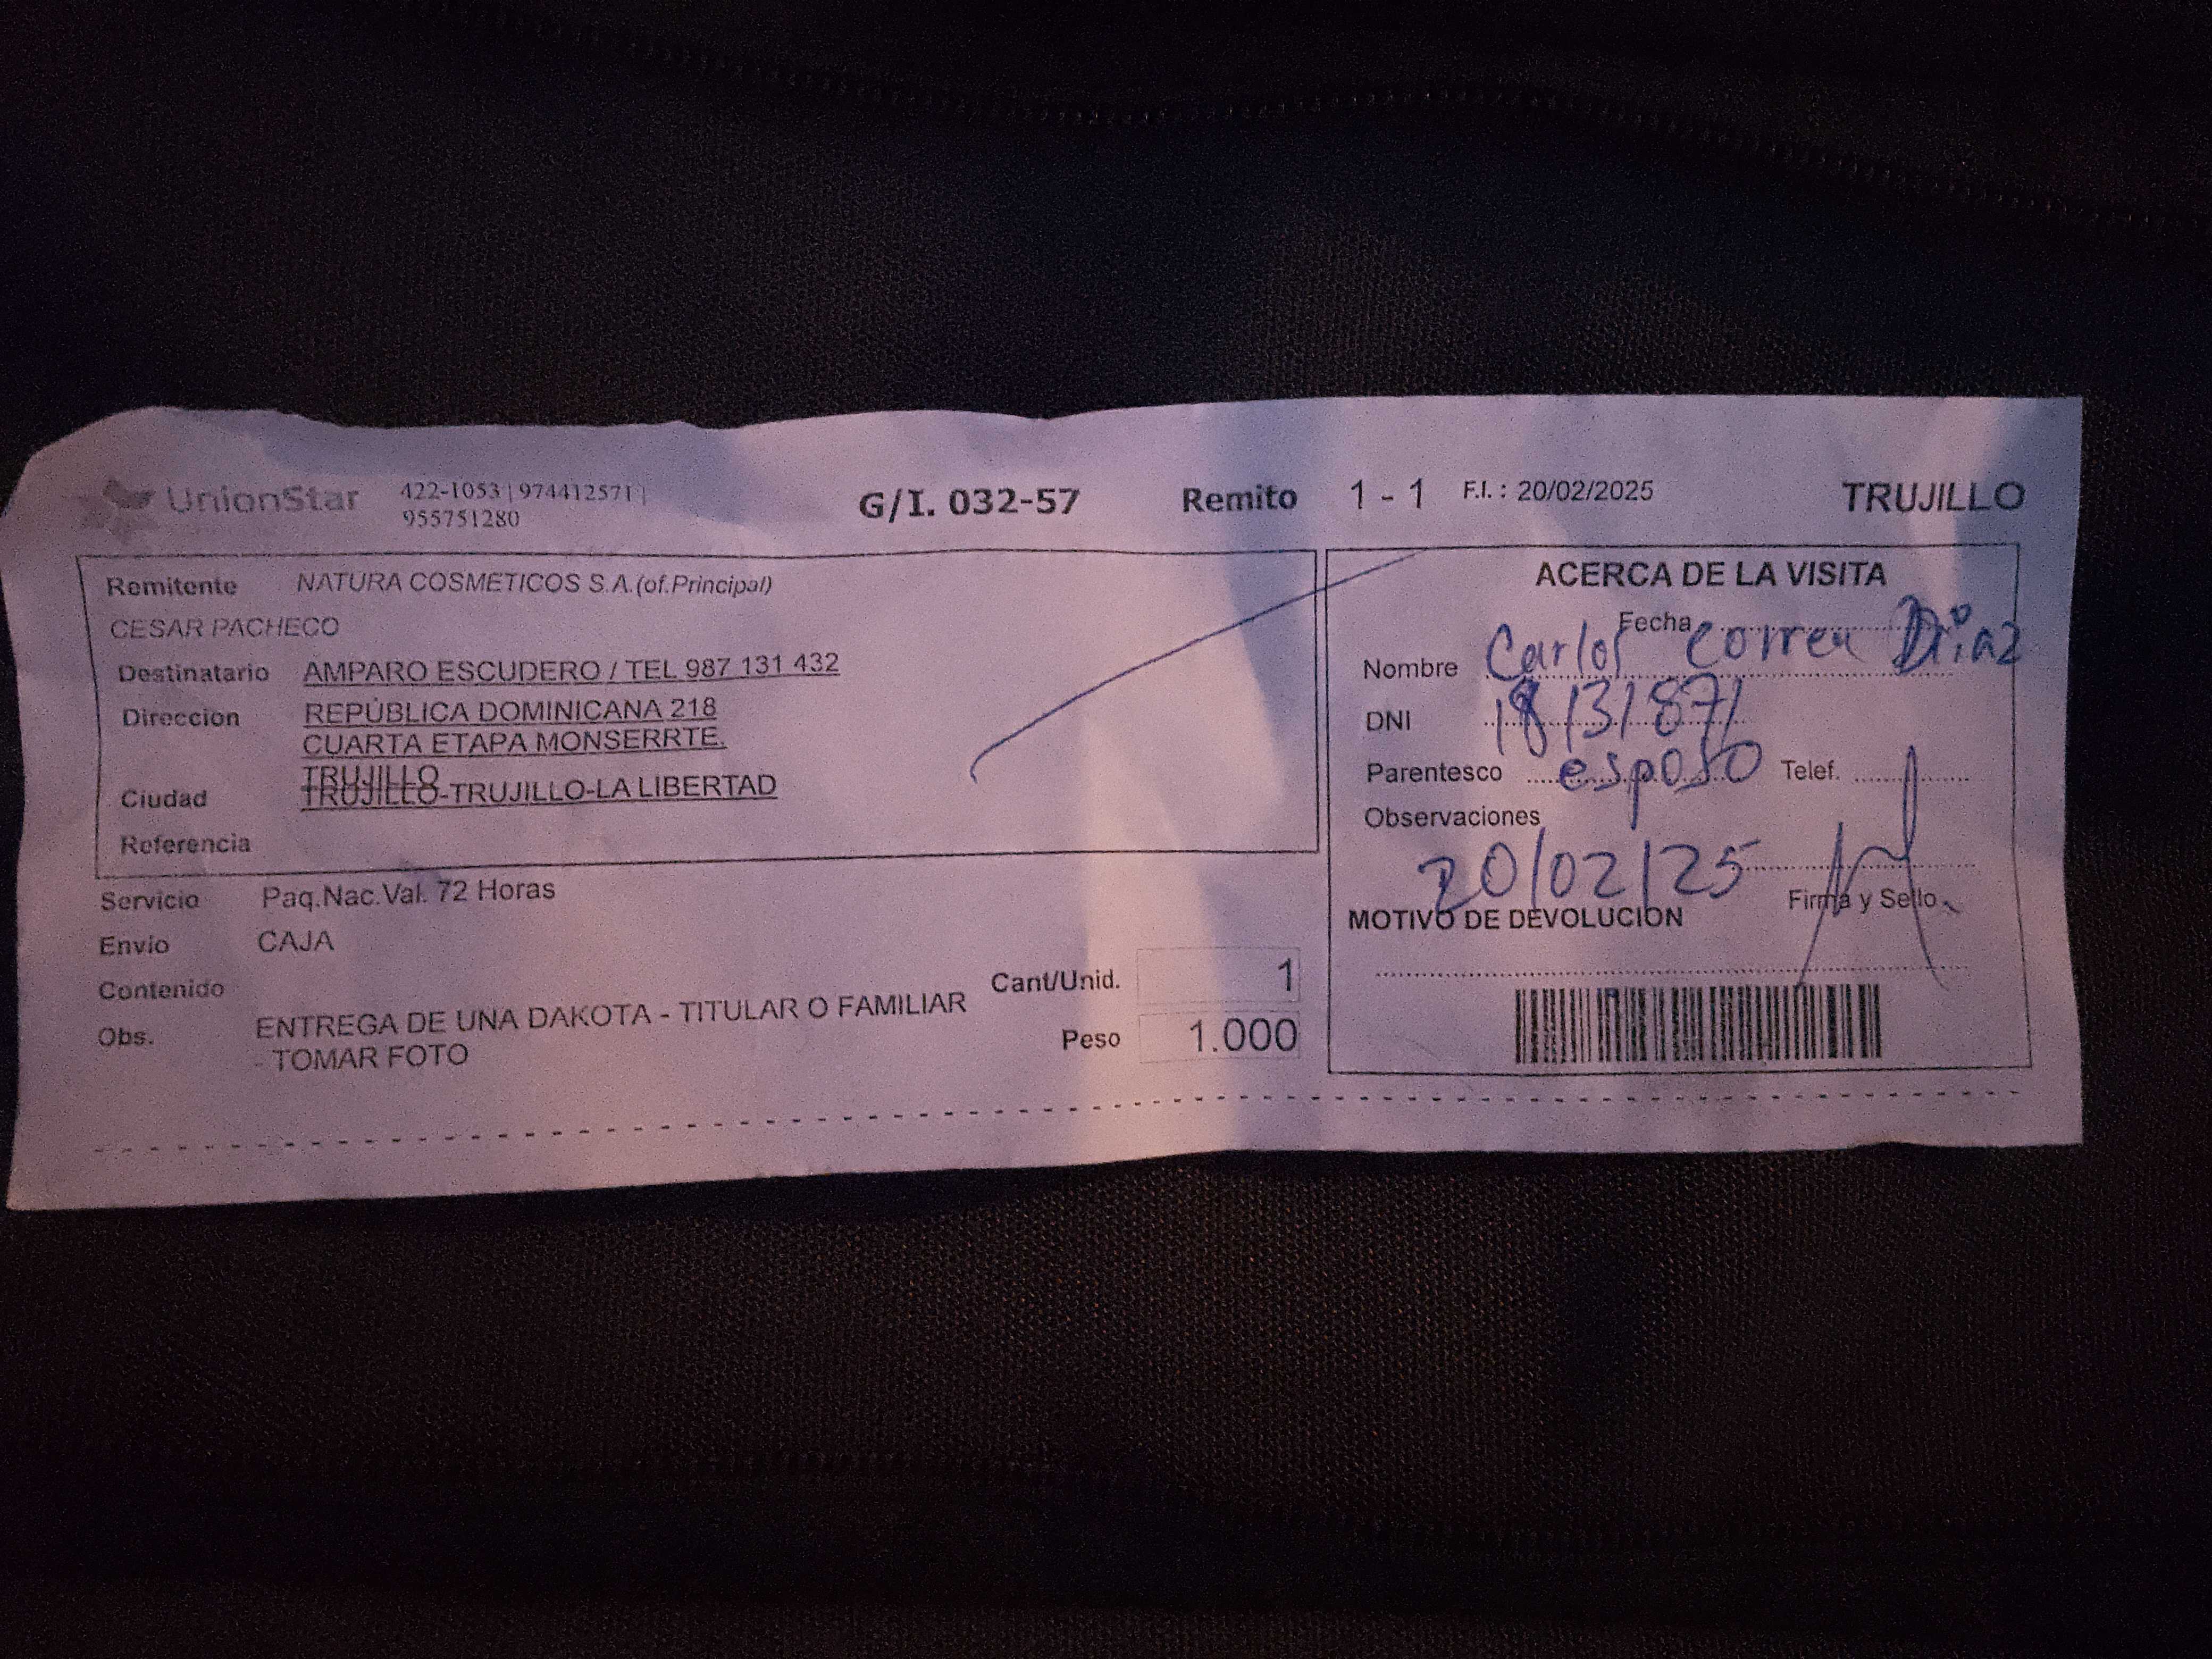 UnionStar 422-1053 | 974412571 |
955751280
G/I. 032-57 Remito 1 - 1 F.I. : 20/02/2025 TRUJILLO
Remitente NATURA COSMETICOS S.A.(of.Principal)
CESAR PACHECO
Destinatario AMPARO ESCUDERO / TEL 987 131 432
Direccion REPÚBLICA DOMINICANA 218
CUARTA ETAPA MONSERRTE,
TRUJILLO
Ciudad TRUJILLO-TRUJILLO-LA LIBERTAD
Referencia
Servicio Paq.Nac.Val. 72 Horas
Envio CAJA
Contenido
Obs. ENTREGA DE UNA DAKOTA - TITULAR O FAMILIAR
- TOMAR FOTO
Cant/Unid. 1
Peso 1.000
ACERCA DE LA VISITA
Fecha
Nombre Carlos Correa Diaz
DNI
Parentesco esposo Telef.
Observaciones
20/02/25
Firma y Sello
MOTIVO DE DEVOLUCION